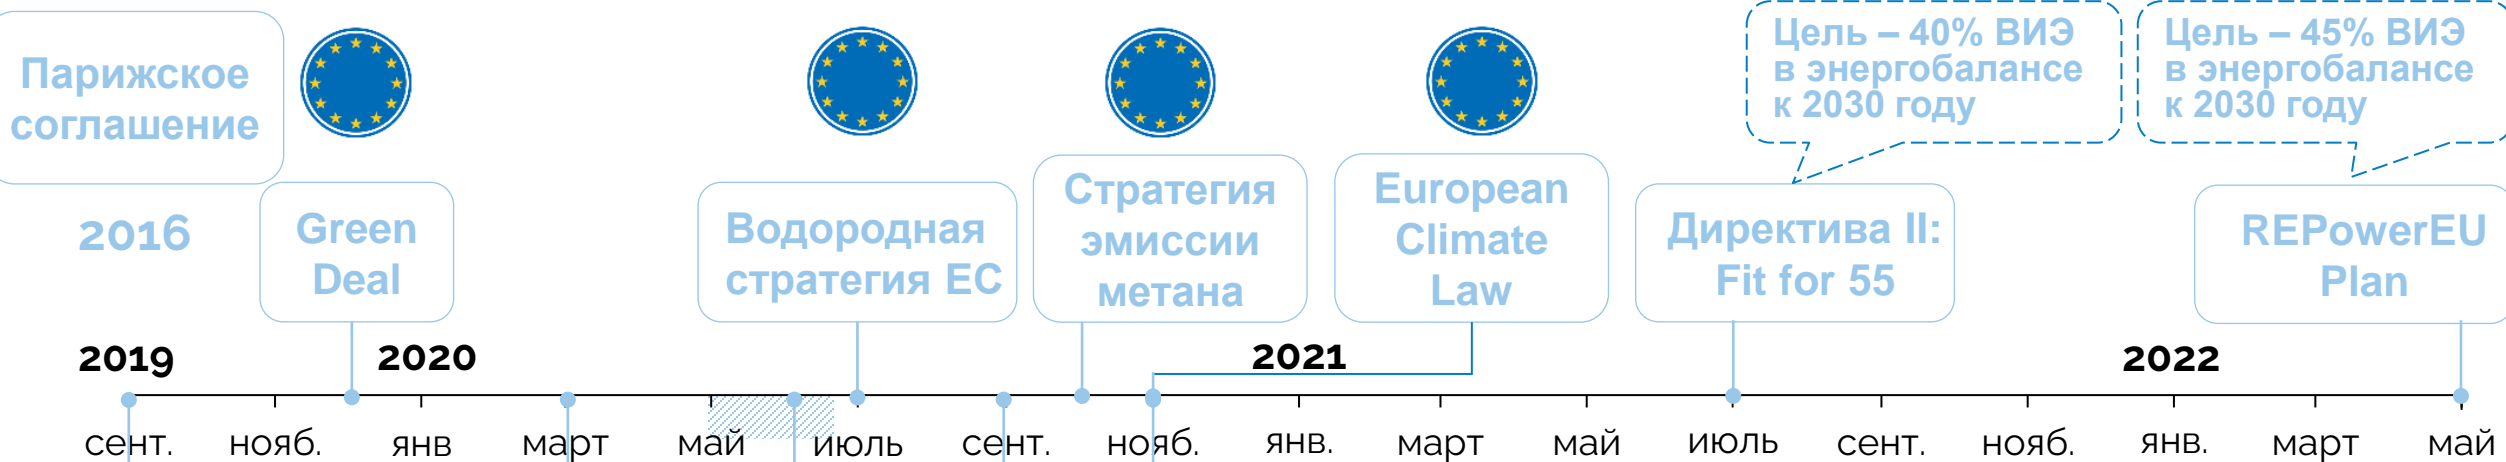 Парижское
соглашение
2016
Green
Deal
Водородная
стратегия ЕС
Стратегия
эмиссии
метана
European
Climate
Law
Цель – 40% ВИЭ
в энергобалансе
к 2030 году
Директива II:
Fit for 55
Цель – 45% ВИЭ
в энергобалансе
к 2030 году
REPowerEU
Plan
2019
2020
2021
2022
сент.
нояб.
янв
март
май
июль
сент.
нояб.
янв.
март
май
июль
сент.
нояб.
янв.
март
май